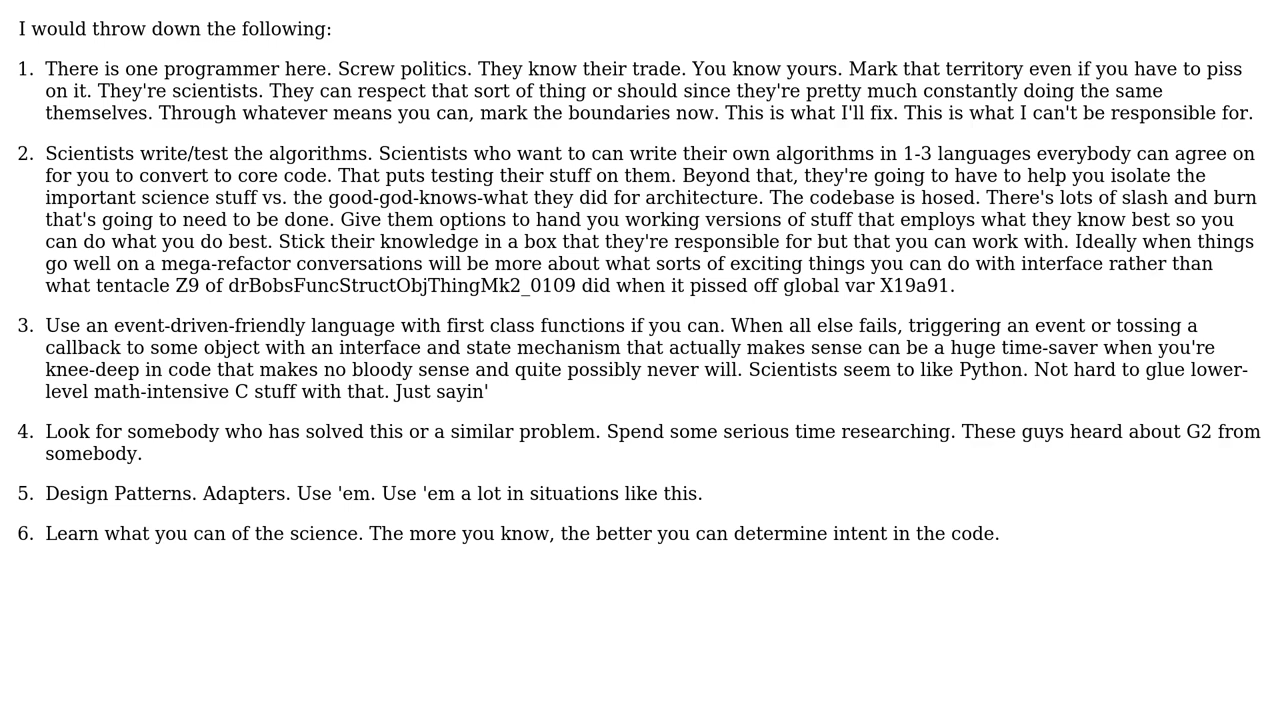 I would throw down the following:
1. There is one programmer here. Screw politics. They know their trade. You know yours. Mark that territory even if you have to piss
on it. They're scientists. They can respect that sort of thing or should since they're pretty much constantly doing the same
themselves. Through whatever means you can, mark the boundaries now. This is what I'll fix. This is what I can't be responsible for.
2. Scientists write/test the algorithms. Scientists who want to can write their own algorithms in 1-3 languages everybody can agree on
for you to convert to core code. That puts testing their stuff on them. Beyond that, they're going to have to help you isolate the
important science stuff vs. the good-god-knows-what they did for architecture. The codebase is hosed. There's lots of slash and burn
that's going to need to be done. Give them options to hand you working versions of stuff that employs what they know best so you
can do what you do best. Stick their knowledge in a box that they're responsible for but that you can work with. Ideally when things
go well on a mega-refactor conversations will be more about what sorts of exciting things you can do with interface rather than
what tentacle Z9 of drBobsFuncStructObjThingMk2_0109 did when it pissed off global var X19a91.
3. Use an event-driven-friendly language with first class functions if you can. When all else fails, triggering an event or tossing a
callback to some object with an interface and state mechanism that actually makes sense can be a huge time-saver when you're
knee-deep in code that makes no bloody sense and quite possibly never will. Scientists seem to like Python. Not hard to glue lower-
level math-intensive C stuff with that. Just sayin'
4. Look for somebody who has solved this or a similar problem. Spend some serious time researching. These guys heard about G2 from
somebody.
5. Design Patterns. Adapters. Use 'em. Use 'em a lot in situations like this.
6. Learn what you can of the science. The more you know, the better you can determine intent in the code.